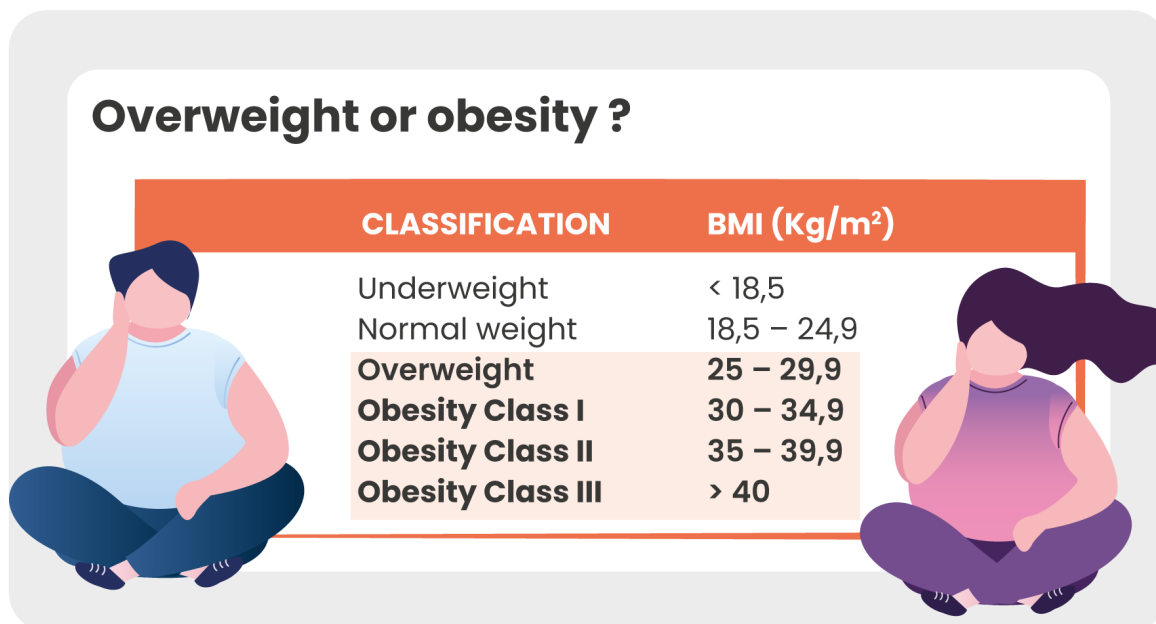 Overweight or obesity ?
CLASSIFICATION BMI (Kg/m²)
Underweight < 18,5
Normal weight 18,5 – 24,9
Overweight 25 – 29,9
Obesity Class I 30 – 34,9
Obesity Class II 35 – 39,9
Obesity Class III > 40